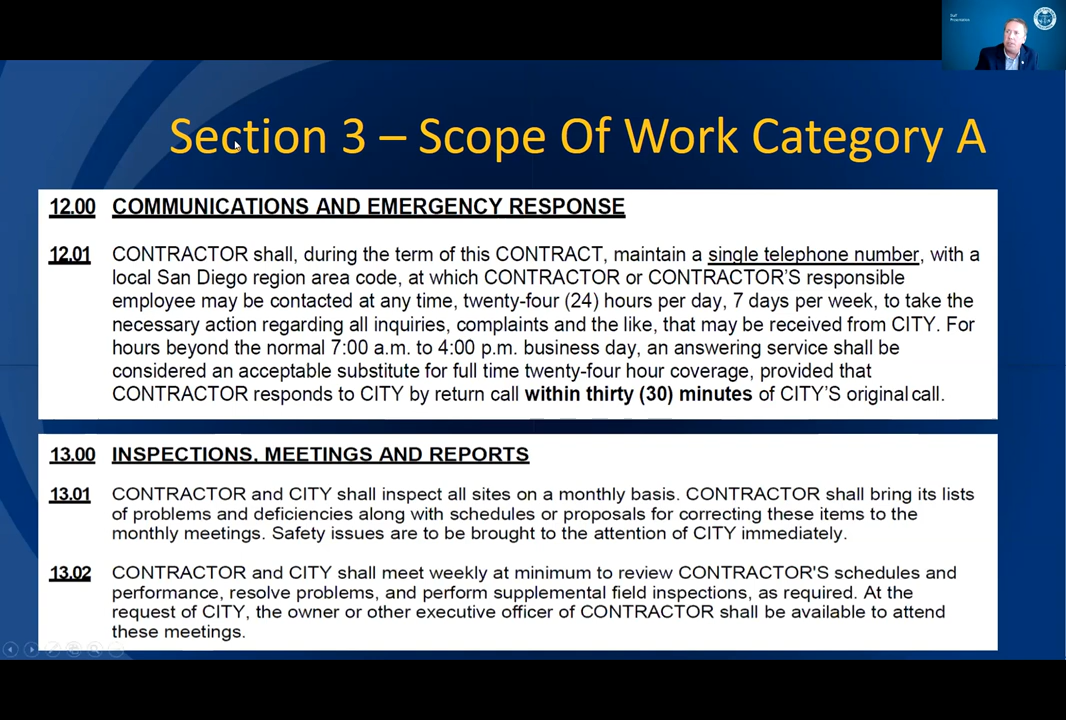 Staff
Presentation
Section 3 – Scope Of Work Category A
12.00 COMMUNICATIONS AND EMERGENCY RESPONSE
12.01 CONTRACTOR shall, during the term of this CONTRACT, maintain a single telephone number, with a
local San Diego region area code, at which CONTRACTOR or CONTRACTOR'S responsible
employee may be contacted at any time, twenty-four (24) hours per day, 7 days per week, to take the
necessary action regarding all inquiries, complaints and the like, that may be received from CITY. For
hours beyond the normal 7:00 a.m. to 4:00 p.m. business day, an answering service shall be
considered an acceptable substitute for full time twenty-four hour coverage, provided that
CONTRACTOR responds to CITY by return call within thirty (30) minutes of CITY'S original call.
13.00 INSPECTIONS, MEETINGS AND REPORTS
13.01 CONTRACTOR and CITY shall inspect all sites on a monthly basis. CONTRACTOR shall bring its lists
of problems and deficiencies along with schedules or proposals for correcting these items to the
monthly meetings. Safety issues are to be brought to the attention of CITY immediately.
13.02 CONTRACTOR and CITY shall meet weekly at minimum to review CONTRACTOR'S schedules and
performance, resolve problems, and perform supplemental field inspections, as required. At the
request of CITY, the owner or other executive officer of CONTRACTOR shall be available to attend
these meetings.